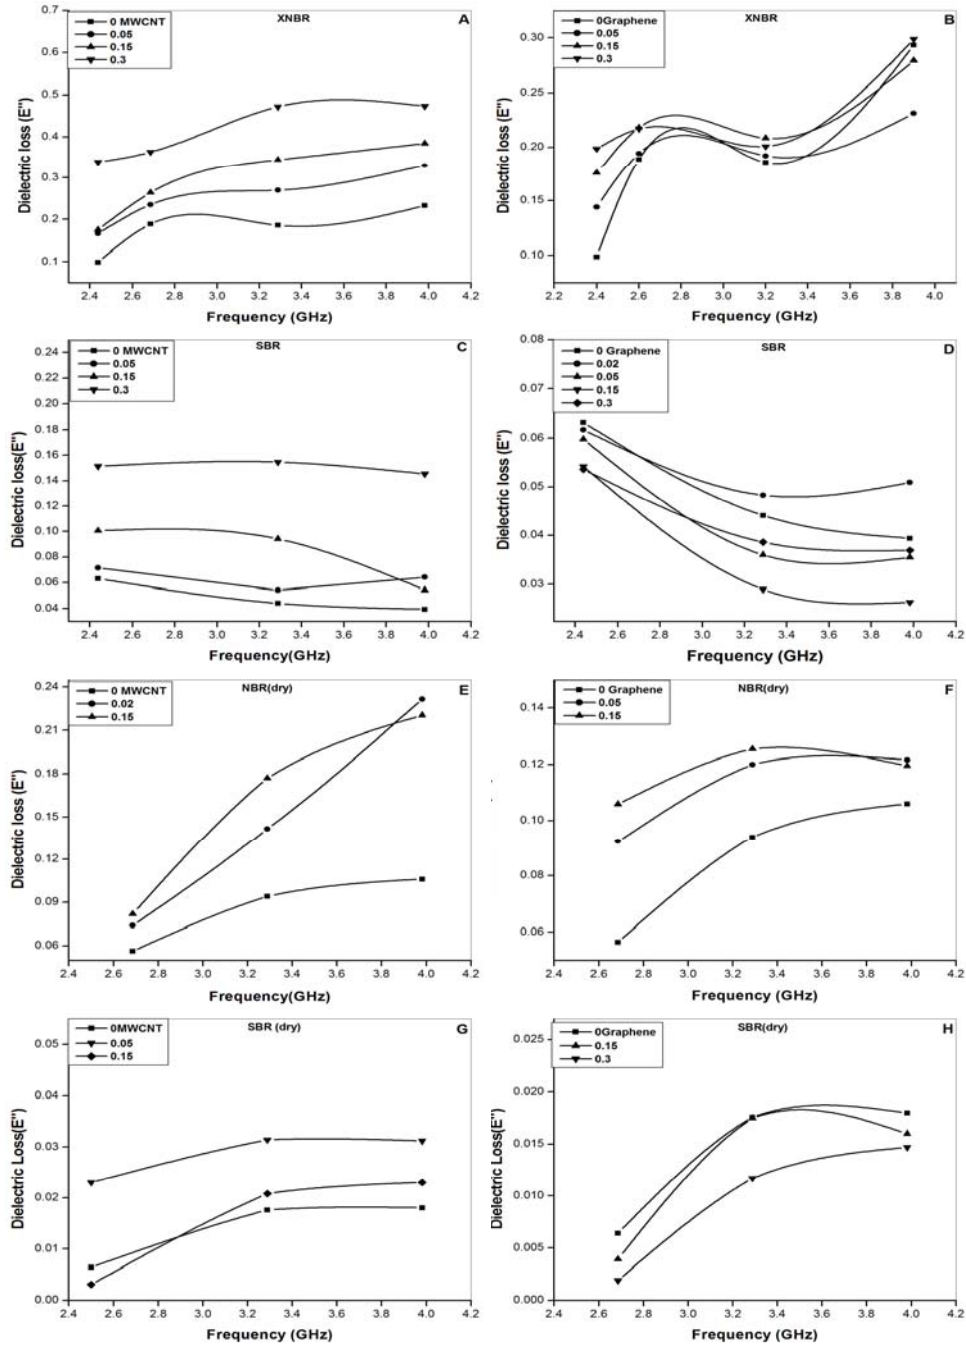 XNBR
A
0 MWCNT
0.05
0.15
0.3
0.7
0.6
0.5
0.4
0.3
0.2
0.1
Dielectric loss (E")
2.4 2.6 2.8 3.0 3.2 3.4 3.6 3.8 4.0 4.2
Frequency (GHz)
XNBR
B
0Graphene
0.05
0.15
0.3
0.30
0.25
0.20
0.15
0.10
Dielectric loss (E")
2.2 2.4 2.6 2.8 3.0 3.2 3.4 3.6 3.8 4.0
Frequency (GHz)
SBR
C
0 MWCNT
0.05
0.15
0.3
0.24
0.22
0.20
0.18
0.16
0.14
0.12
0.10
0.08
0.06
0.04
Dielectric loss(E")
2.4 2.6 2.8 3.0 3.2 3.4 3.6 3.8 4.0 4.2
Frequency(GHz)
SBR
D
0 Graphene
0.02
0.05
0.15
0.3
0.08
0.07
0.06
0.05
0.04
0.03
Dielectric loss (E")
2.4 2.6 2.8 3.0 3.2 3.4 3.6 3.8 4.0 4.2
Frequency (GHz)
NBR(dry)
E
0 MWCNT
0.02
0.15
0.24
0.21
0.18
0.15
0.12
0.09
0.06
Dielectric loss (E")
2.4 2.6 2.8 3.0 3.2 3.4 3.6 3.8 4.0 4.2
Frequency(GHz)
NBR(dry)
F
0 Graphene
0.05
0.15
0.14
0.12
0.10
0.08
0.06
2.4 2.6 2.8 3.0 3.2 3.4 3.6 3.8 4.0 4.2
Frequency(GHz)
SBR (dry)
G
0MWCNT
0.05
0.15
0.05
0.04
0.03
0.02
0.01
0.00
Dielectric Loss(E")
2.4 2.6 2.8 3.0 3.2 3.4 3.6 3.8 4.0 4.2
Frequency (GHz)
SBR(dry)
H
0Graphene
0.15
0.3
0.025
0.020
0.015
0.010
0.005
0.000
Dielectric Loss(E")
2.4 2.6 2.8 3.0 3.2 3.4 3.6 3.8 4.0 4.2
Frequency (GHz)